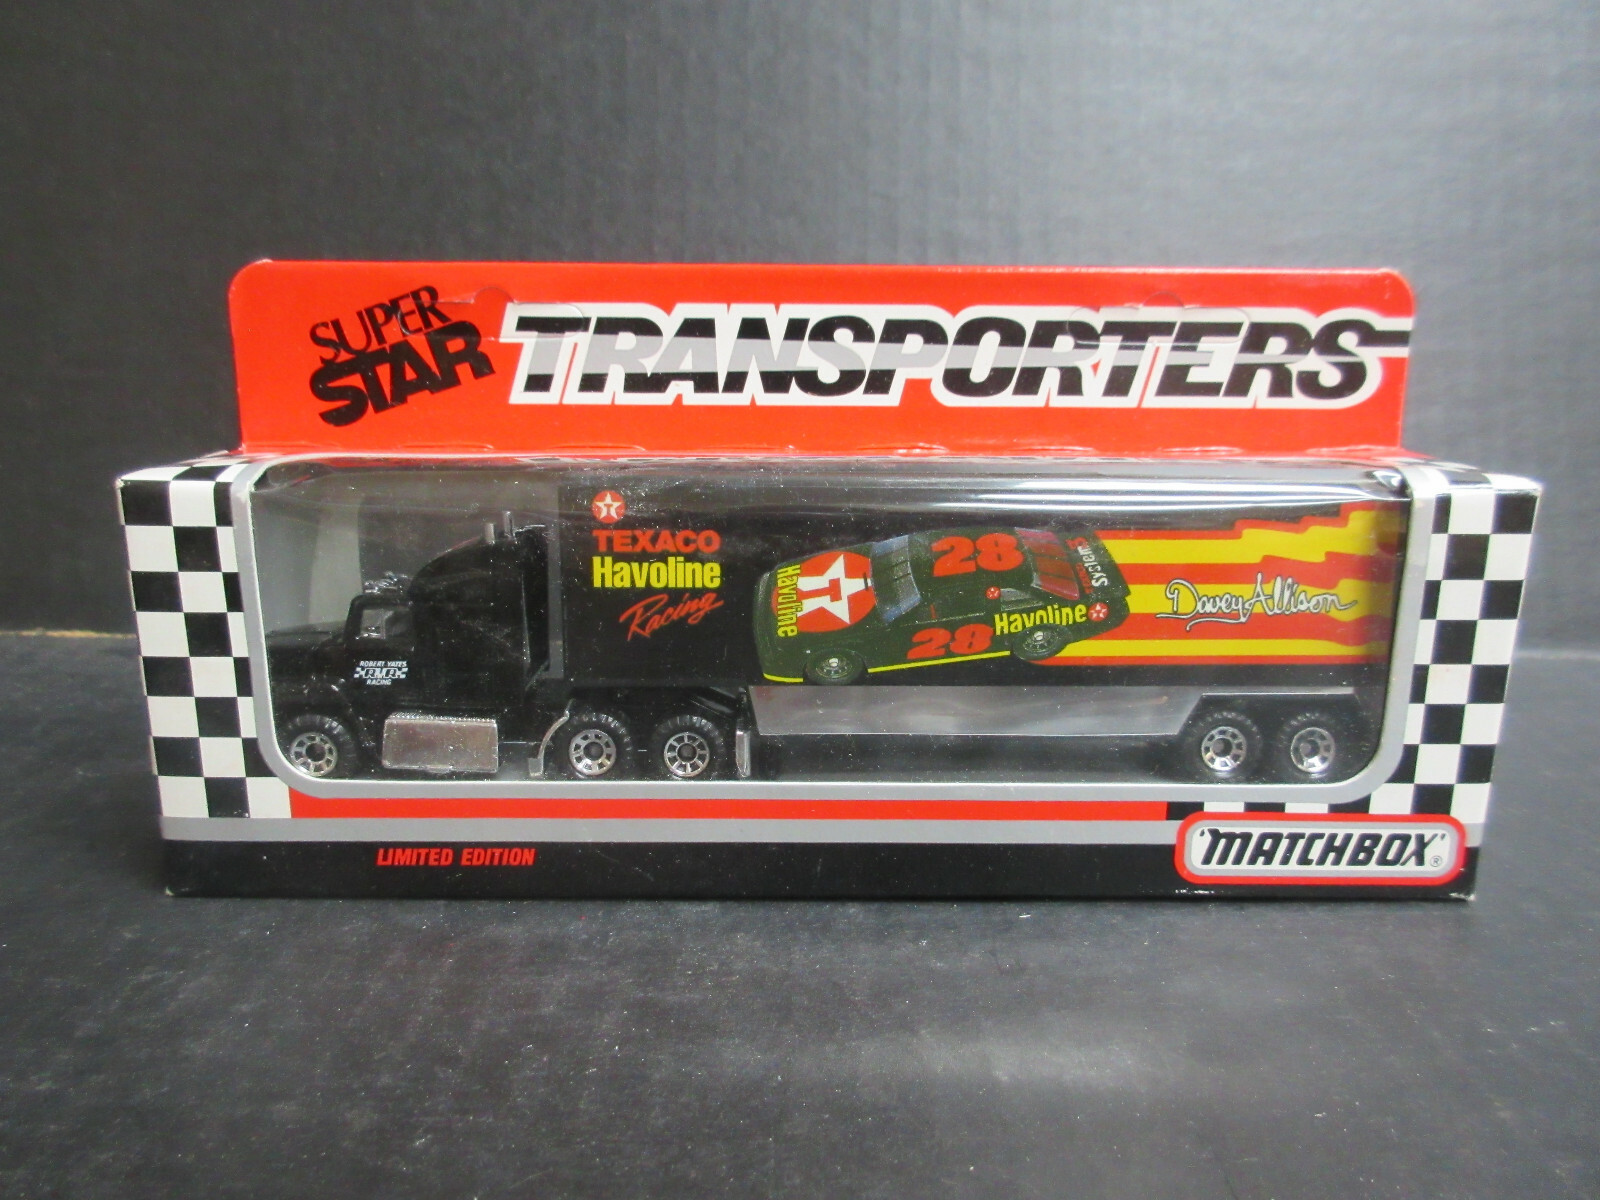 SUPER
STAR
TRANSPORTERS
TEXACO
Havoline
Racing
ROBERT YATES
RYR
RACING
Havoline
T
28
28
Havoline
Systems
Davey Allison
LIMITED EDITION
"MATCHBOX"®